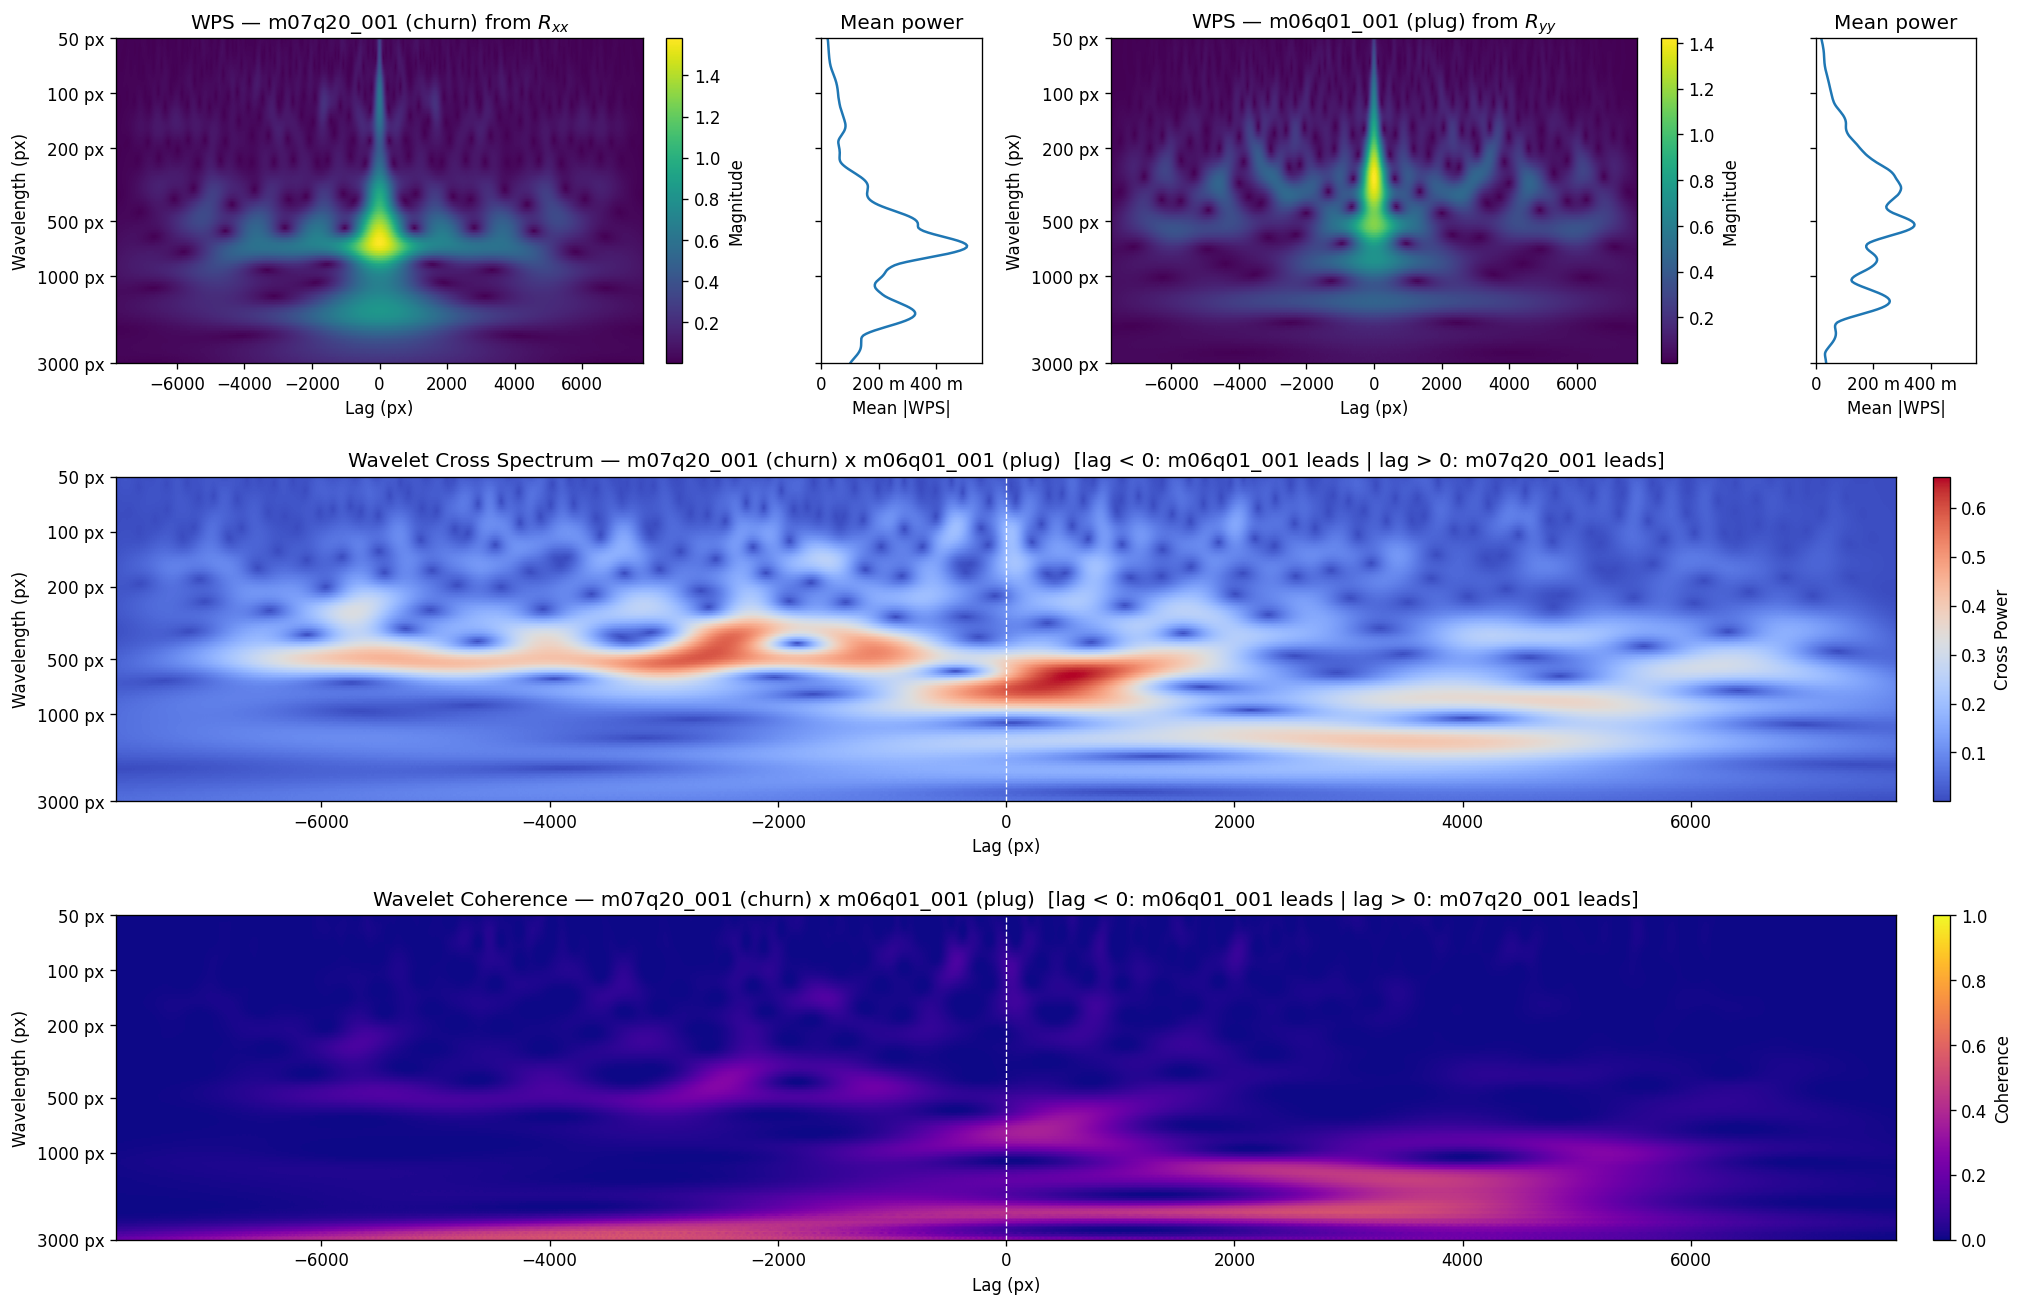 WPS — m07q20_001 (churn) from Rxx
Mean power
WPS — m06q01_001 (plug) from Ryy
Mean power
50 px
100 px
200 px
500 px
1000 px
3000 px
Wavelength (px)
−6000 −4000 −2000 0 2000 4000 6000
Lag (px)
1.4
1.2
1.0
0.8
0.6
0.4
0.2
Magnitude
0 200 m 400 m
Mean |WPS|
50 px
100 px
200 px
500 px
1000 px
3000 px
Wavelength (px)
−6000 −4000 −2000 0 2000 4000 6000
Lag (px)
1.4
1.2
1.0
0.8
0.6
0.4
0.2
Magnitude
0 200 m 400 m
Mean |WPS|
Wavelet Cross Spectrum — m07q20_001 (churn) x m06q01_001 (plug) [lag < 0: m06q01_001 leads | lag > 0: m07q20_001 leads]
50 px
100 px
200 px
500 px
1000 px
3000 px
Wavelength (px)
−6000 −4000 −2000 0 2000 4000 6000
Lag (px)
0.6
0.5
0.4
0.3
0.2
0.1
Cross Power
Wavelet Coherence — m07q20_001 (churn) x m06q01_001 (plug) [lag < 0: m06q01_001 leads | lag > 0: m07q20_001 leads]
50 px
100 px
200 px
500 px
1000 px
3000 px
Wavelength (px)
−6000 −4000 −2000 0 2000 4000 6000
Lag (px)
1.0
0.8
0.6
0.4
0.2
0.0
Coherence